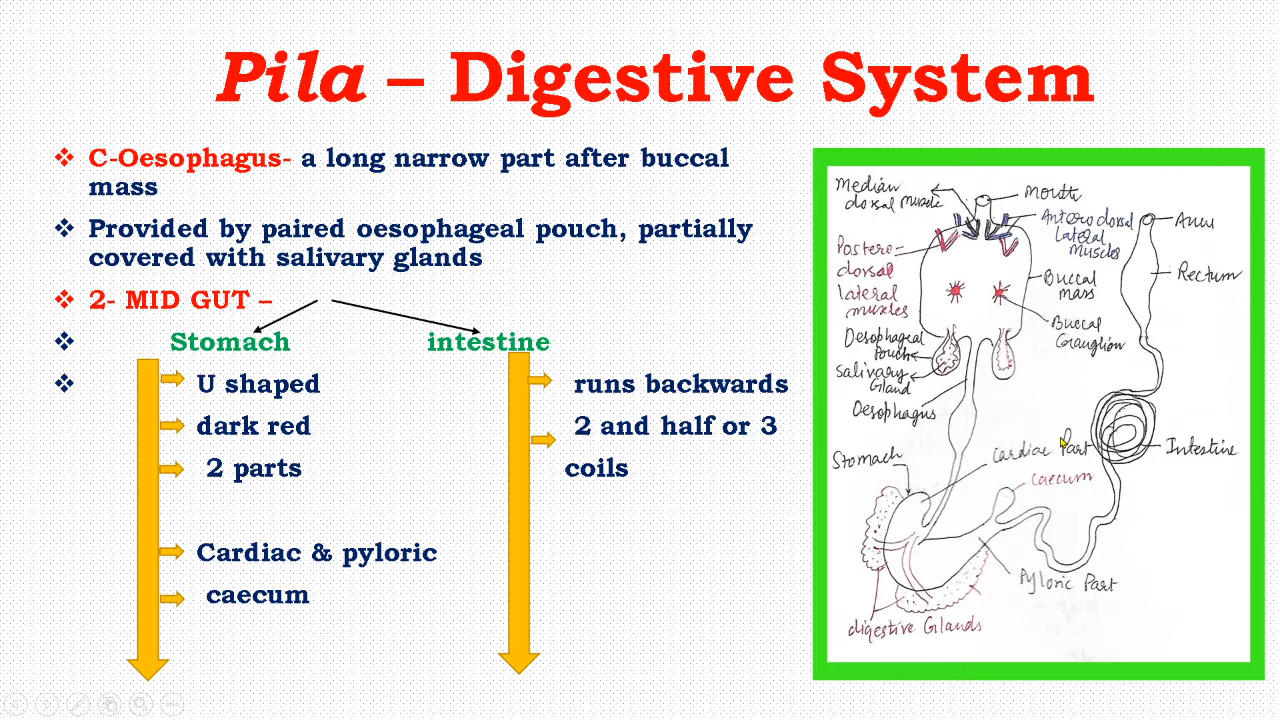 Pila – Digestive System
C-Oesophagus- a long narrow part after buccal
mass
Provided by paired oesophageal pouch, partially
covered with salivary glands
2- MID GUT –
Stomach intestine
U shaped runs backwards
dark red 2 and half or 3
2 parts coils
Cardiac & pyloric
caecum
Median
dorsal muscle
Mouth
Antero dorsal
lateral
muscles
Anus
Postero-
dorsal
lateral
muscles
Rectum
Buccal
mass
Buccal
Ganglion
Oesophageal
Pouch
Salivary
Gland
Oesophagus
Stomach
Cardiac Part
Intestine
Caecum
Pyloric Part
digestive Glands